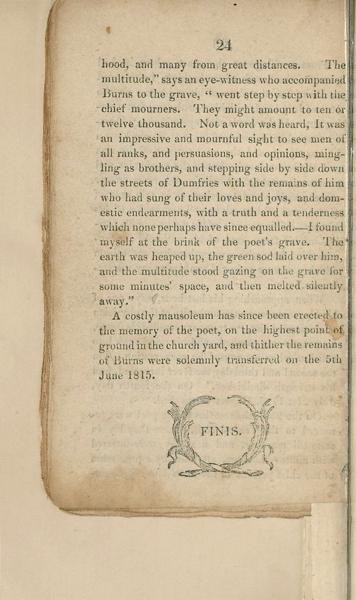 24
hood, and many from great distances. The
multitude," says an eye-witness who accompanied
Burns to the grave, "went step by step with the
chief mourners. They might amount to ten or
twelve thousand. Not a word was heard, It was
an impressive and mournful sight to see men of
all ranks, and persuasions, and opinions, ming-
ling as brothers, and stepping side by side down
the streets of Dumfries with the remains of him
who had sung of their loves and joys, and dom-
estic endearments, with a truth and a tenderness
which none perhaps have since equalled.—I found
myself at the brink of the poet's grave. The
earth was heaped up, the green sod laid over him,
and the multitude stood gazing on the grave for
some minutes' space, and then melted silently
away."
A costly mausoleum has since been erected to
the memory of the poet, on the highest point of
ground in the church yard, and thither the remains
of Burns were solemnly transferred on the 5th
June 1815.
FINIS.